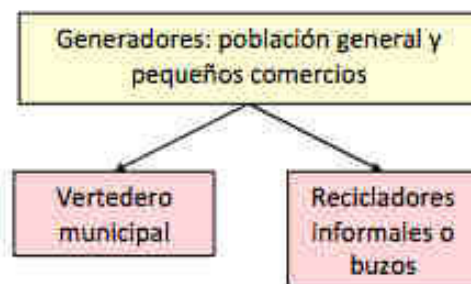 Generadores: población general y
pequeños comercios
Vertedero
municipal
Recicladores
informales o
buzos